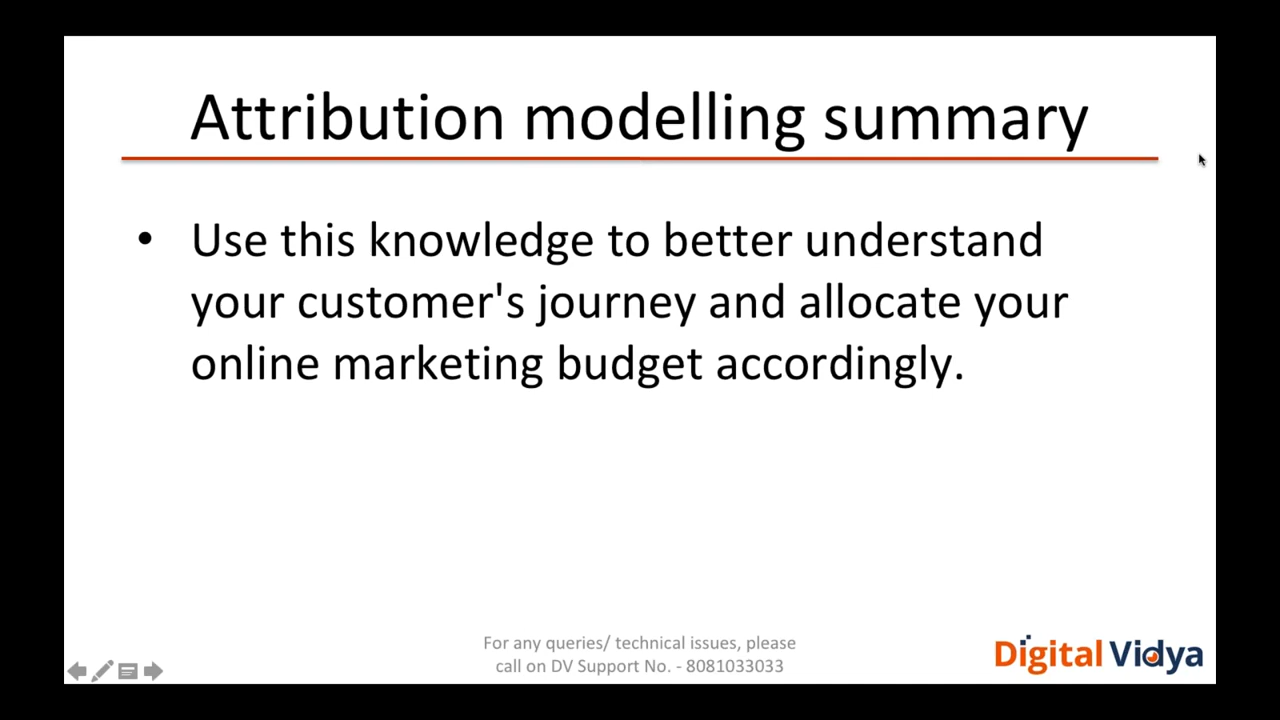 Attribution modelling summary
• Use this knowledge to better understand
your customer's journey and allocate your
online marketing budget accordingly.
For any queries/ technical issues, please
call on DV Support No. - 8081033033
Digital Vidya